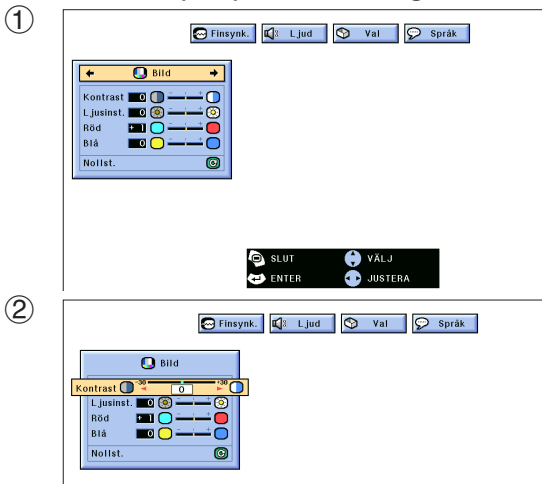 ①
Finsynk. Ljud Val Språk
Bild
Kontrast 0
Ljusinst. 0
Röd + 1
Blå 0
Nollst.
SLUT VÄLJ
ENTER JUSTERA
②
Finsynk. Ljud Val Språk
Bild
Kontrast -30 0 +30
Ljusinst. 0
Röd + 1
Blå 0
Nollst.